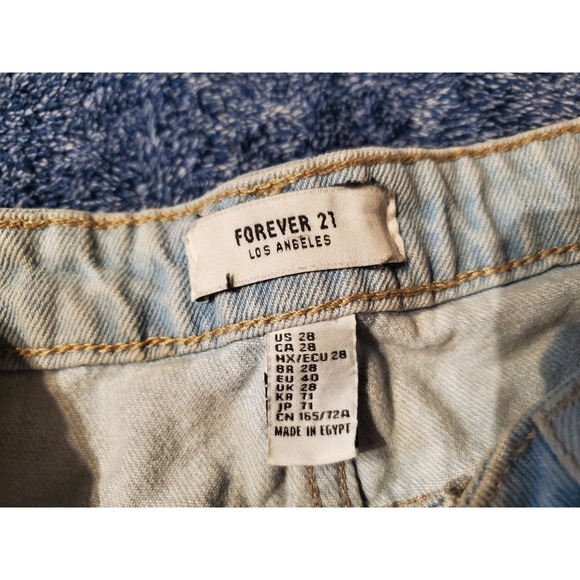 FOREVER 21
LOS ANGELES
US 28
CA 28
MX/ECU 28
BR 28
EU 40
UK 28
KR 71
JP 71
CN 165/72A
MADE IN EGYPT